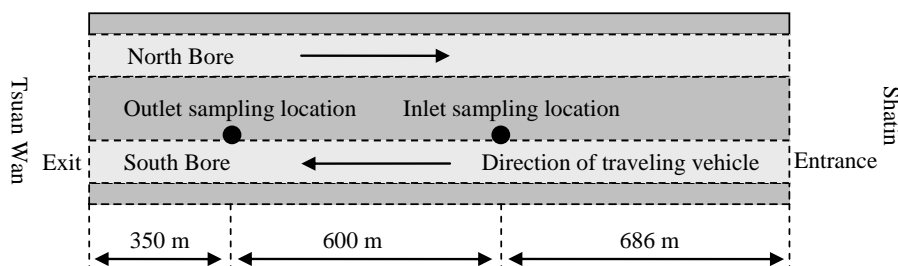 North Bore
Tsuan Wan
Shatin
Outlet sampling location
Inlet sampling location
Exit
South Bore
Direction of traveling vehicle
Entrance
350 m
600 m
686 m